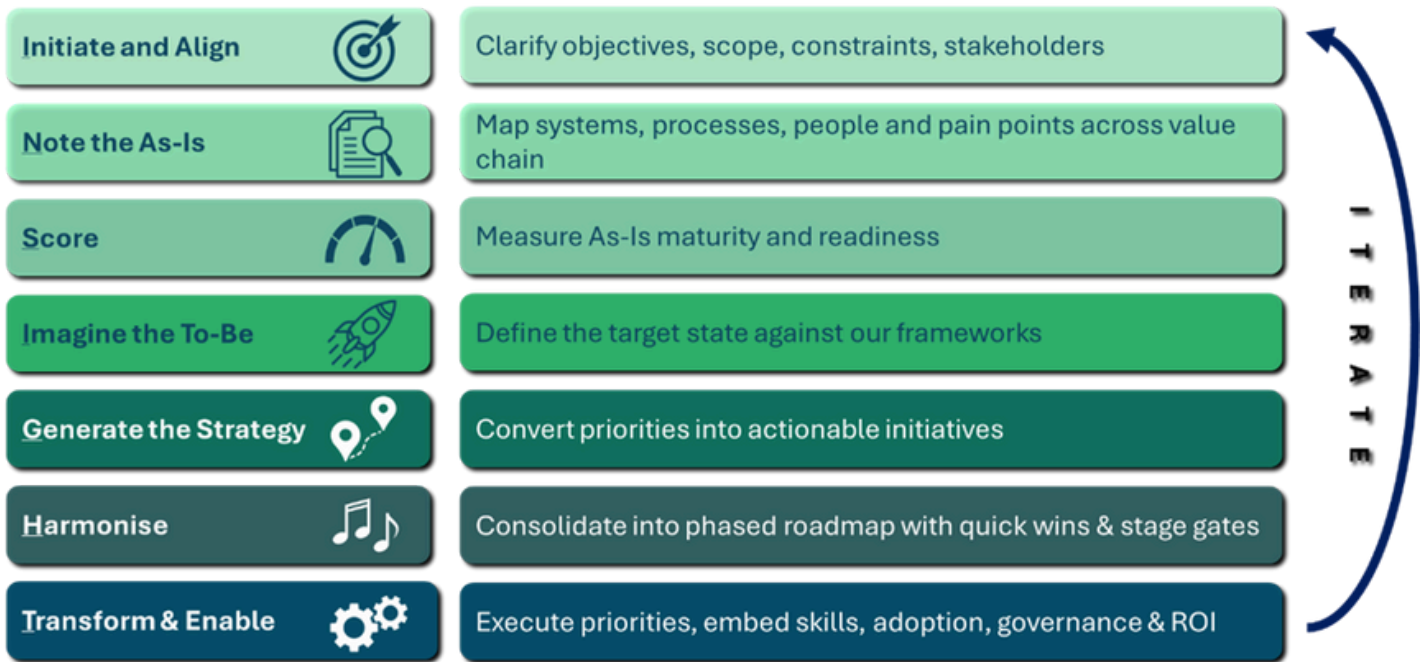 Initiate and Align
Clarify objectives, scope, constraints, stakeholders
Note the As-Is
Map systems, processes, people and pain points across value
chain
Score
Measure As-Is maturity and readiness
Imagine the To-Be
Define the target state against our frameworks
Generate the Strategy
Convert priorities into actionable initiatives
Harmonise
Consolidate into phased roadmap with quick wins & stage gates
Transform & Enable
Execute priorities, embed skills, adoption, governance & ROI
ITERATE